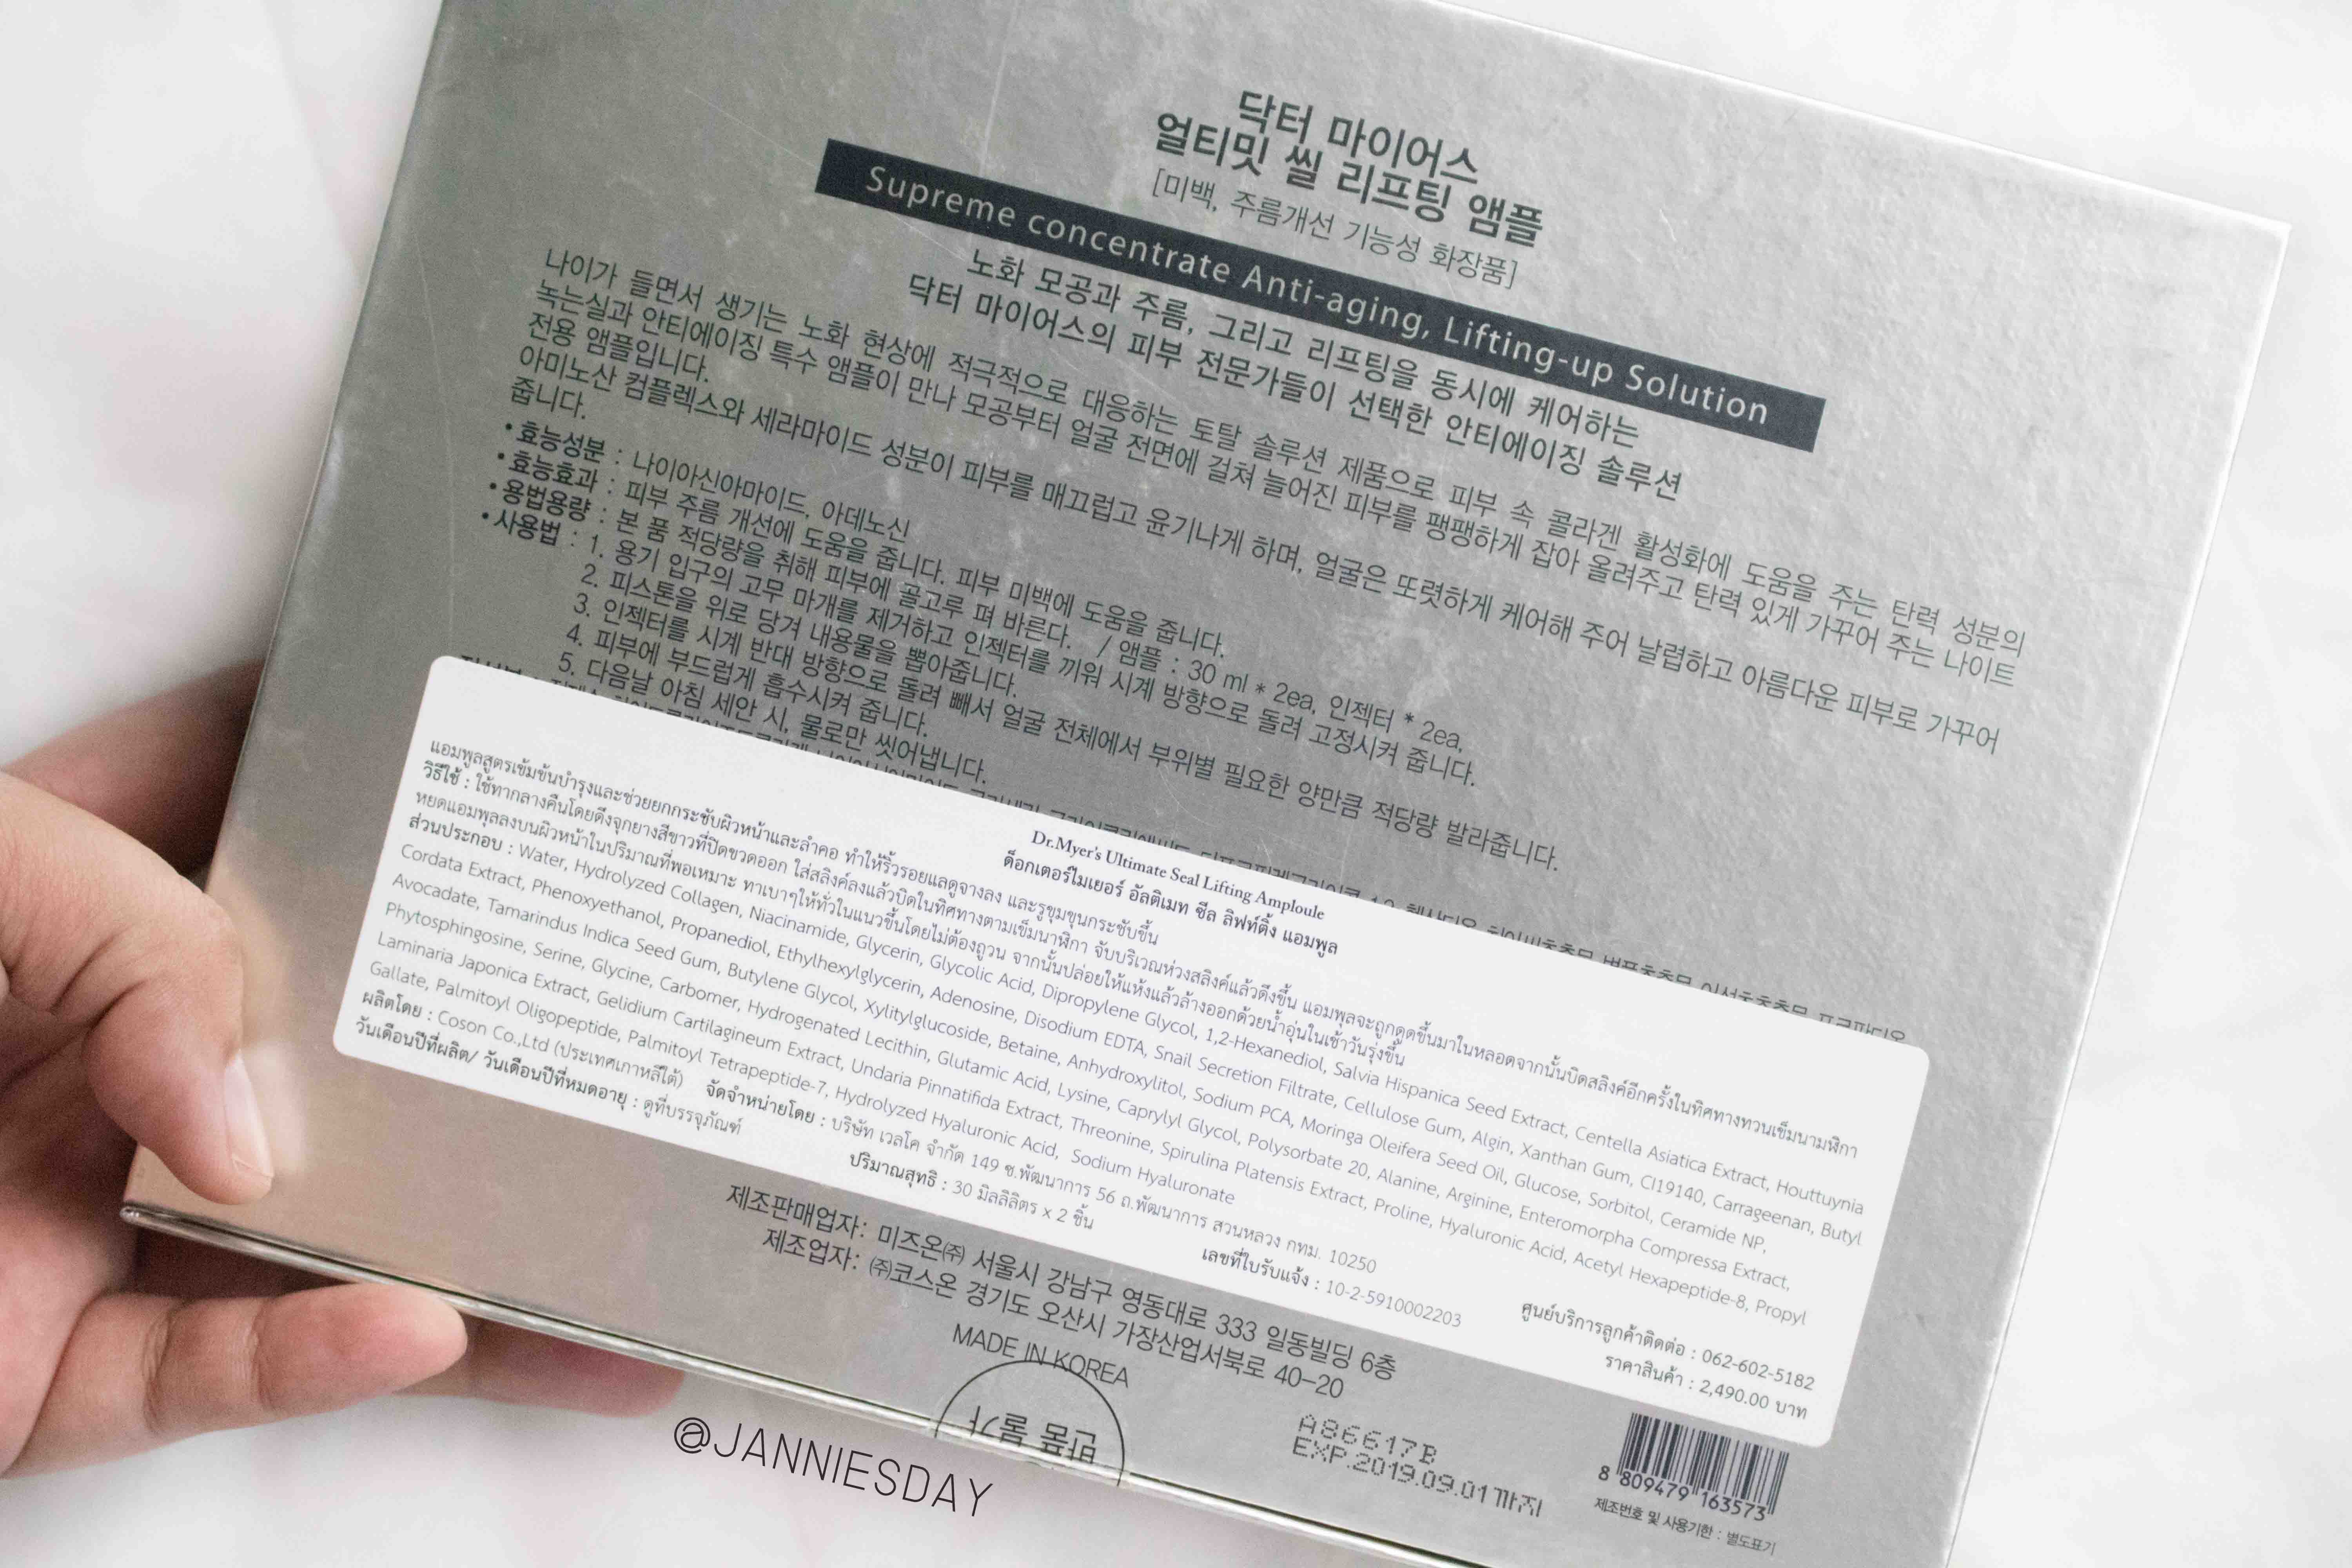 닥터 마이어스
얼티밋 씰 리프팅 앰플
[미백, 주름개선 기능성 화장품]
Supreme concentrate Anti-aging, Lifting-up Solution
노화 모공과 주름, 그리고 리프팅을 동시에 케어하는
닥터 마이어스의 피부 전문가들이 선택한 안티에이징 솔루션
나이가 들면서 생기는 노화 현상에 적극적으로 대응하는 토탈 솔루션 제품으로 피부 속 콜라겐 활성화에 도움을 주는 탄력 성분의
녹는실과 안티에이징 특수 앰플이 만나 모공부터 얼굴 전면에 걸쳐 늘어진 피부를 팽팽하게 잡아 올려주고 탄력 있게 가꾸어 주는 나이트
전용 앰플입니다.
아미노산 컴플렉스와 세라마이드 성분이 피부를 매끄럽고 윤기나게 하며, 얼굴은 또렷하게 케어해 주어 날렵하고 아름다운 피부로 가꾸어
줍니다.
• 효능성분 : 나이아신아마이드, 아데노신
• 효능효과 : 피부 주름 개선에 도움을 줍니다. 피부 미백에 도움을 줍니다.
• 용법용량 : 본 품 적당량을 취해 피부에 골고루 펴 바른다. / 앰플 : 30 ml * 2ea, 인젝터 * 2ea,
• 사용법 : 1. 용기 입구의 고무 마개를 제거하고 인젝터를 끼워 시계 방향으로 돌려 고정시켜 줍니다.
2. 피스톤을 위로 당겨 내용물을 뽑아줍니다.
3. 인젝터를 시계 반대 방향으로 돌려 빼서 얼굴 전체에서 부위별 필요한 양만큼 적당량 발라줍니다.
4. 피부에 부드럽게 흡수시켜 줍니다.
5. 다음날 아침 세안 시, 물로만 씻어냅니다.
Dr.Myer's Ultimate Seal Lifting Amploule
ด็อกเตอร์ไมเยอร์ อัลติเมท ซีล ลิฟท์ติ้ง แอมพูล
แอมพูลสูตรเข้มข้นบำรุงและช่วยยกกระชับผิวหน้าและลำคอ ทำให้ริ้วรอยแลดูจางลง และรูขุมขุนกระชับขึ้น
วิธีใช้ : ใช้ทากลางคืนโดยดึงจุกยางสีขาวที่ปิดขวดออก ใส่สลิงค์ลงแล้วบิดในทิศทางตามเข็มนาฬิกา จับบริเวณห่วงสลิงค์แล้วดึงขึ้น แอมพูลจะถูกดูดขึ้นมาในหลอดจากนั้นบิดสลิงค์อีกครั้งในทิศทางทวนเข็มนาฬิกา
หยดแอมพูลลงบนผิวหน้าในปริมาณที่พอเหมาะ ทาเบาๆให้ทั่วในแนวขึ้นโดยไม่ต้องถูวน จากนั้นปล่อยให้แห้งแล้วล้างออกด้วยน้ำอุ่นในเช้าวันรุ่งขึ้น
ส่วนประกอบ : Water, Hydrolyzed Collagen, Niacinamide, Glycerin, Glycolic Acid, Dipropylene Glycol, 1,2-Hexanediol, Salvia Hispanica Seed Extract, Centella Asiatica Extract, Houttuynia
Cordata Extract, Phenoxyethanol, Propanediol, Ethylhexylglycerin, Adenosine, Disodium EDTA, Snail Secretion Filtrate, Cellulose Gum, Algin, Xanthan Gum, CI19140, Carrageenan, Butyl
Avocadate, Tamarindus Indica Seed Gum, Butylene Glycol, Xylitylglucoside, Betaine, Anhydroxylitol, Sodium PCA, Moringa Oleifera Seed Oil, Glucose, Sorbitol, Ceramide NP,
Phytosphingosine, Serine, Glycine, Carbomer, Hydrogenated Lecithin, Glutamic Acid, Lysine, Caprylyl Glycol, Polysorbate 20, Alanine, Arginine, Enteromorpha Compressa Extract,
Laminaria Japonica Extract, Gelidium Cartilagineum Extract, Undaria Pinnatifida Extract, Threonine, Spirulina Platensis Extract, Proline, Hyaluronic Acid, Acetyl Hexapeptide-8, Propyl
Gallate, Palmitoyl Oligopeptide, Palmitoyl Tetrapeptide-7, Hydrolyzed Hyaluronic Acid, Sodium Hyaluronate
ผลิตโดย : Coson Co.,Ltd (ประเทศเกาหลีใต้) จัดจำหน่ายโดย : บริษัท เวลโค จำกัด 149 ซ.พัฒนาการ 56 ถ.พัฒนาการ สวนหลวง กทม. 10250 ศูนย์บริการลูกค้าติดต่อ : 062-602-5182
วันเดือนปีที่ผลิต/ วันเดือนปีที่หมดอายุ : ดูที่บรรจุภัณฑ์ ปริมาณสุทธิ : 30 มิลลิลิตร x 2 ชิ้น เลขที่ใบรับแจ้ง : 10-2-5910002203 ราคาสินค้า : 2,490.00 บาท
제조판매업자: 미즈온㈜ 서울시 강남구 영동대로 333 일동빌딩 6층
제조업자: ㈜코스온 경기도 오산시 가장산업서북로 40-20
MADE IN KOREA
A86617B
EXP.2019.09.01까지
8 809479 163573
제조번호 및 사용기한 : 별도표기
@JANNIESDAY